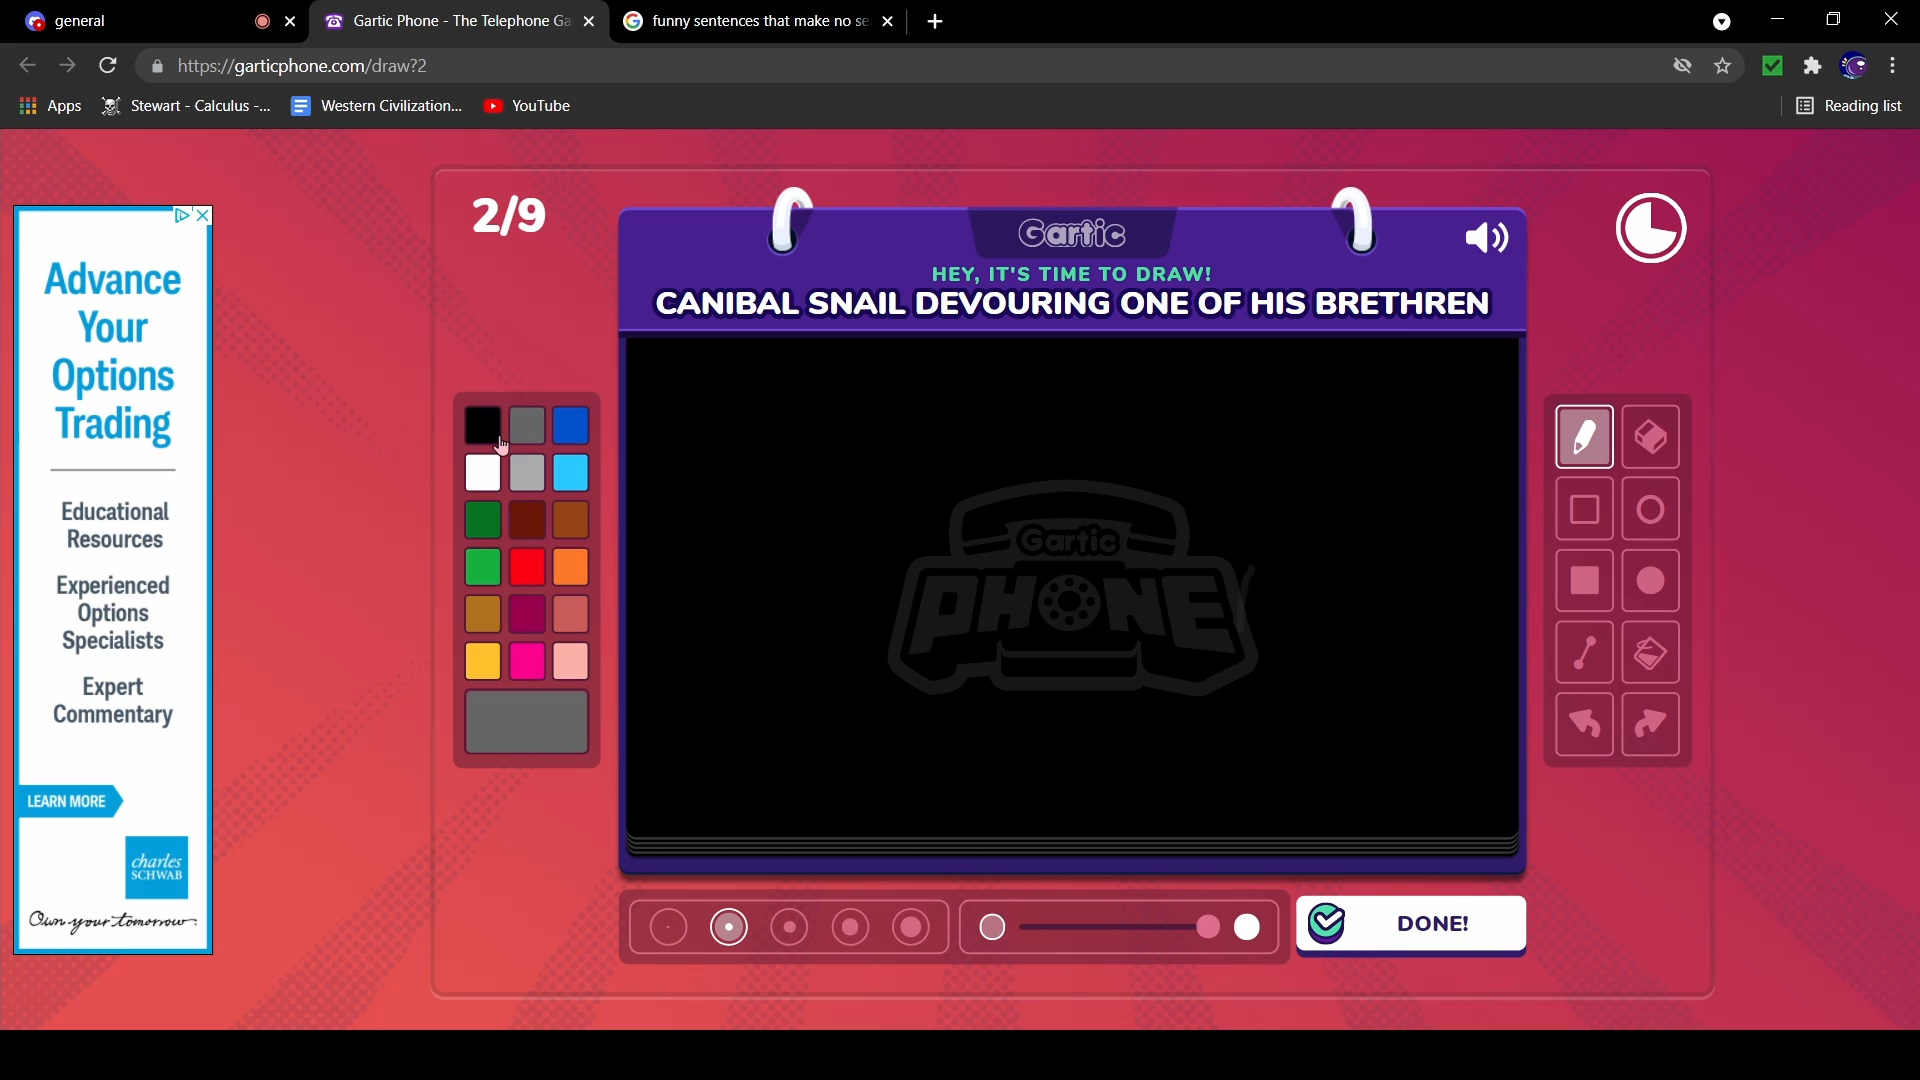 general
Gartic Phone - The Telephone Ga
funny sentences that make no se
https://garticphone.com/draw?2
Apps
Stewart - Calculus -...
Western Civilization...
YouTube
Reading list
2/9
Gartic
HEY, IT'S TIME TO DRAW!
CANIBAL SNAIL DEVOURING ONE OF HIS BRETHREN
Advance
Your
Options
Trading
Educational
Resources
Experienced
Options
Specialists
Expert
Commentary
LEARN MORE
charles
SCHWAB
Own your tomorrow
Gartic
PHONE
DONE!